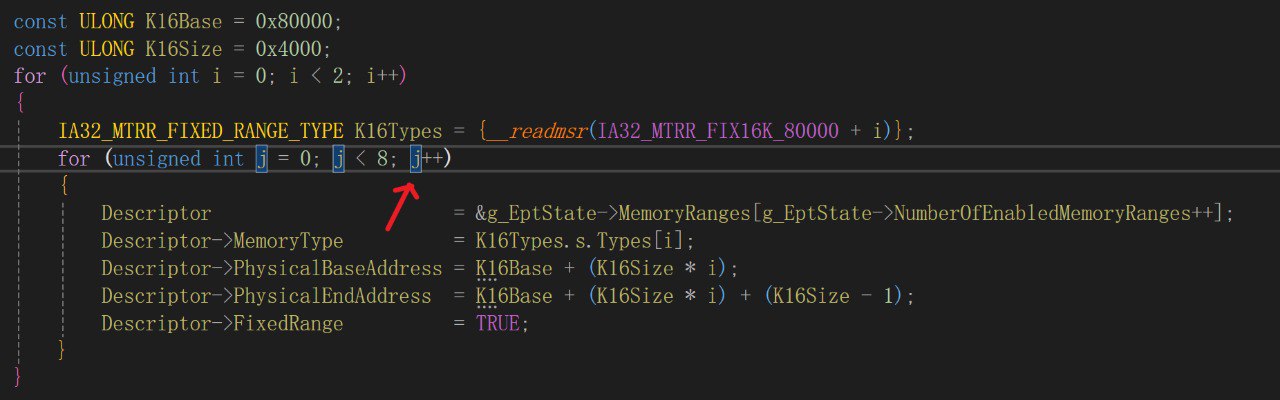 const ULONG K16Base = 0x80000;
const ULONG K16Size = 0x4000;
for (unsigned int i = 0; i < 2; i++)
{
    IA32_MTRR_FIXED_RANGE_TYPE K16Types = {__readmsr(IA32_MTRR_FIX16K_80000 + i)};
    for (unsigned int j = 0; j < 8; j++)
    {
        Descriptor                      = &g_EptState->MemoryRanges[g_EptState->NumberOfEnabledMemoryRanges++];
        Descriptor->MemoryType          = K16Types.s.Types[i];
        Descriptor->PhysicalBaseAddress = K16Base + (K16Size * i);
        Descriptor->PhysicalEndAddress  = K16Base + (K16Size * i) + (K16Size - 1);
        Descriptor->FixedRange          = TRUE;
    }
}